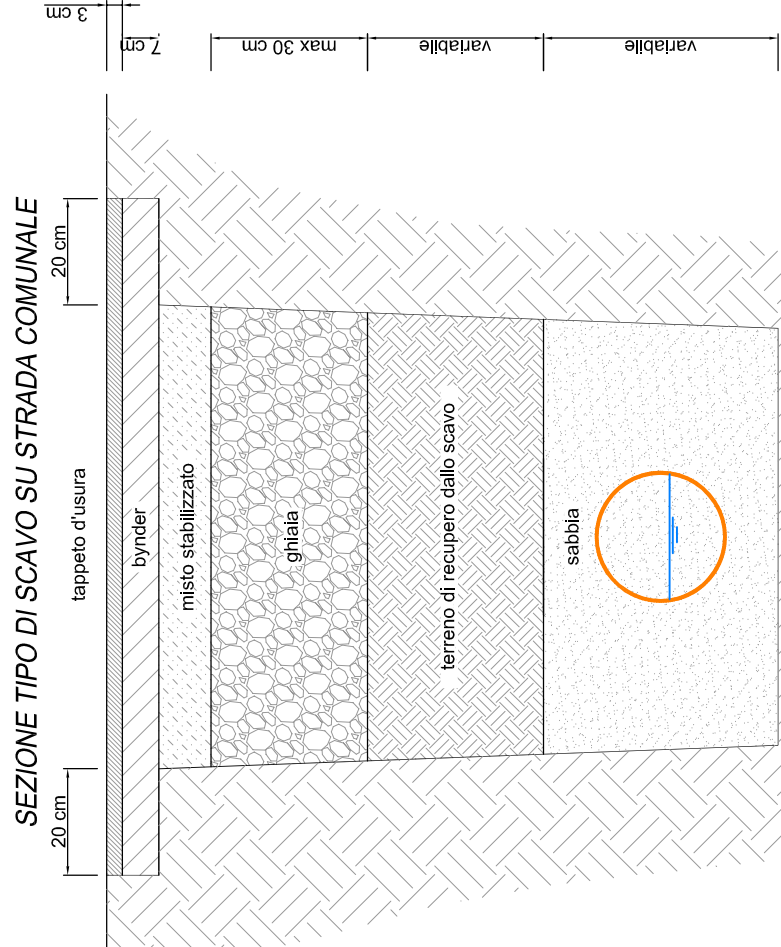 SEZIONE TIPO DI SCAVO SU STRADA COMUNALE
20 cm
20 cm
tappeto d'usura
3 cm
bynder
7 cm
misto stabilizzato
ghiaia
max 30 cm
terreno di recupero dallo scavo
variabile
sabbia
variabile